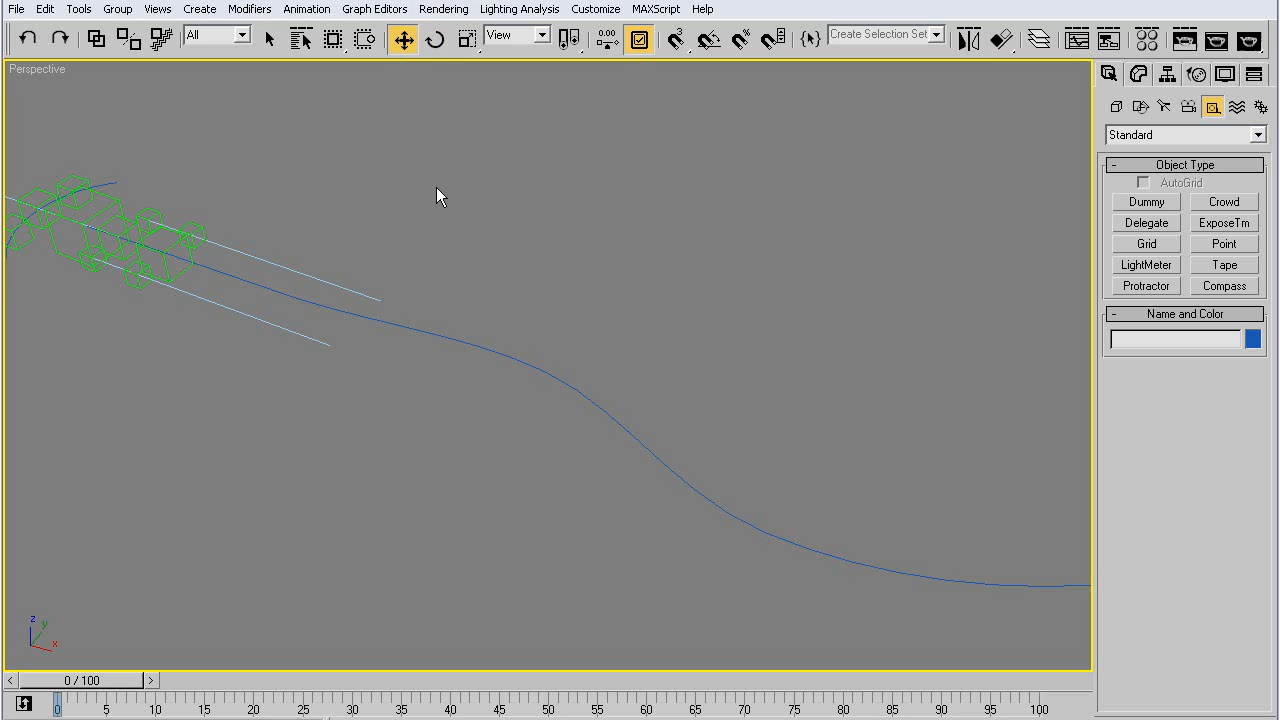 File Edit Tools Group Views Create Modifiers Animation Graph Editors Rendering Lighting Analysis Customize MAXScript Help
All View 0.00 Create Selection Set
Perspective
Standard
- Object Type
AutoGrid
Dummy Crowd
Delegate ExposeTm
Grid Point
LightMeter Tape
Protractor Compass
- Name and Color
z
y
x
< 0 / 100 >
0 5 10 15 20 25 30 35 40 45 50 55 60 65 70 75 80 85 90 95 100